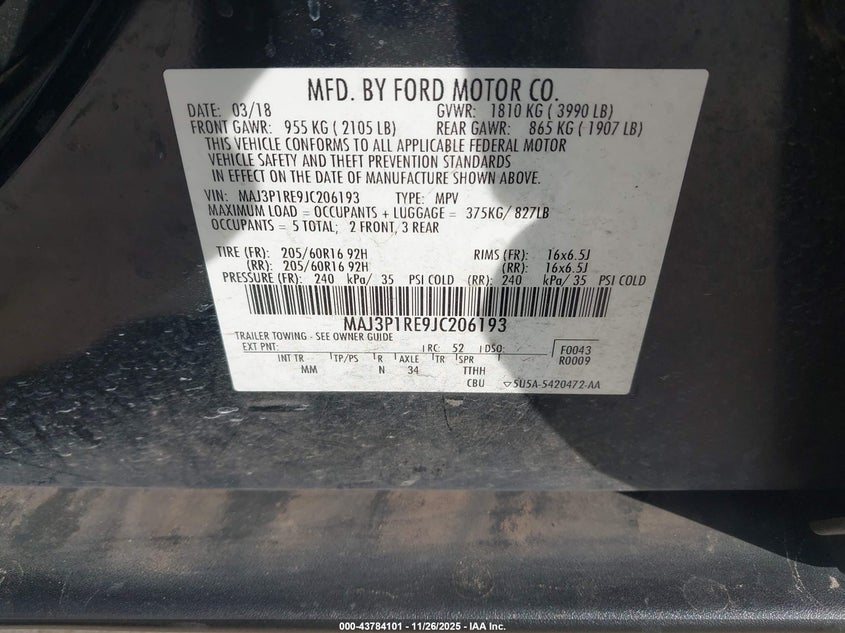 MFD. BY FORD MOTOR CO.
DATE: 03/18 GVWR: 1810 KG ( 3990 LB)
FRONT GAWR: 955 KG ( 2105 LB) REAR GAWR: 865 KG ( 1907 LB)
THIS VEHICLE CONFORMS TO ALL APPLICABLE FEDERAL MOTOR
VEHICLE SAFETY AND THEFT PREVENTION STANDARDS
IN EFFECT ON THE DATE OF MANUFACTURE SHOWN ABOVE.
VIN: MAJ3P1RE9JC206193 TYPE: MPV
MAXIMUM LOAD = OCCUPANTS + LUGGAGE = 375KG/ 827LB
OCCUPANTS = 5 TOTAL; 2 FRONT, 3 REAR
TIRE (FR): 205/60R16 92H RIMS (FR): 16x6.5J
(RR): 205/60R16 92H (RR): 16x6.5J
PRESSURE (FR): 240 kPa/ 35 PSI COLD (RR): 240 kPa/ 35 PSI COLD
MAJ3P1RE9JC206193
TRAILER TOWING - SEE OWNER GUIDE
EXT PNT: RC: 52 DSO: F0043
INT TR TP/PS R AXLE TR SPR R0009
MM N 34 TTHH
CBU 5U5A-5420472-AA
000-43784101 - 11/26/2025 - IAA Inc.